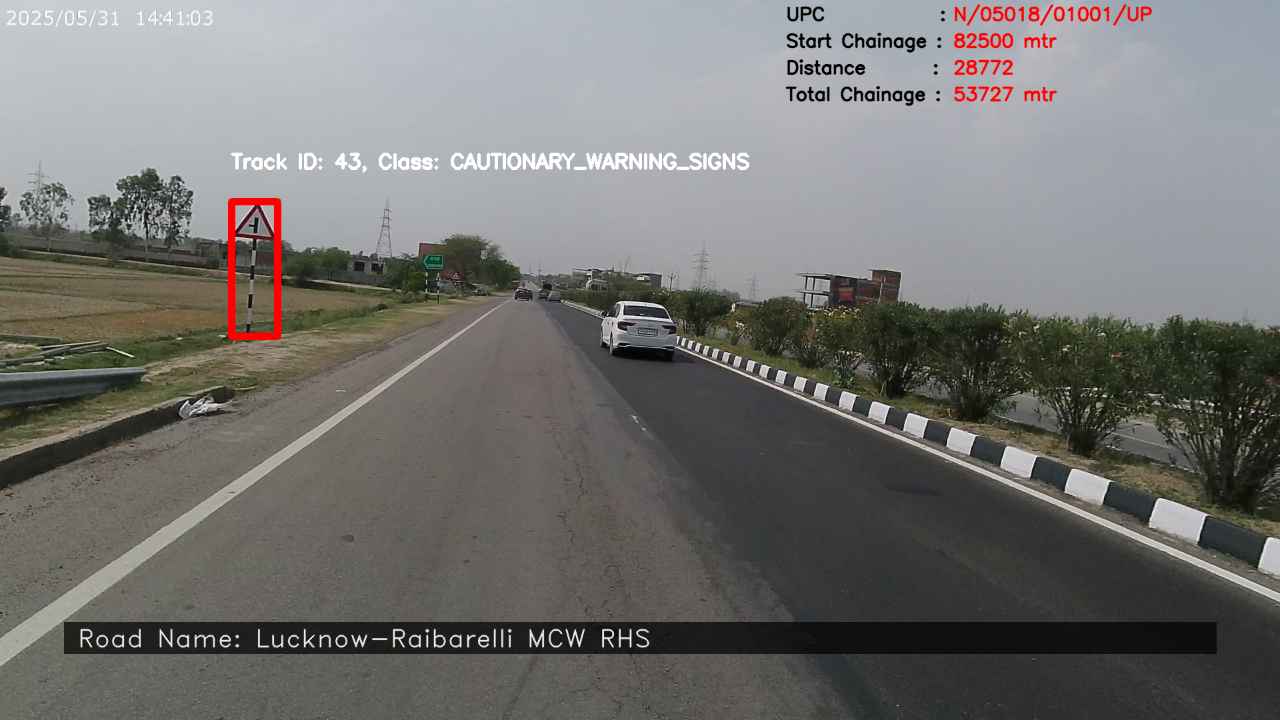 2025/05/31 14:41:03
UPC : N/05018/01001/UP
Start Chainage : 82500 mtr
Distance : 28772
Total Chainage : 53727 mtr
Track ID: 43, Class: CAUTIONARY_WARNING_SIGNS
Road Name: Lucknow-Raibarelli MCW RHS